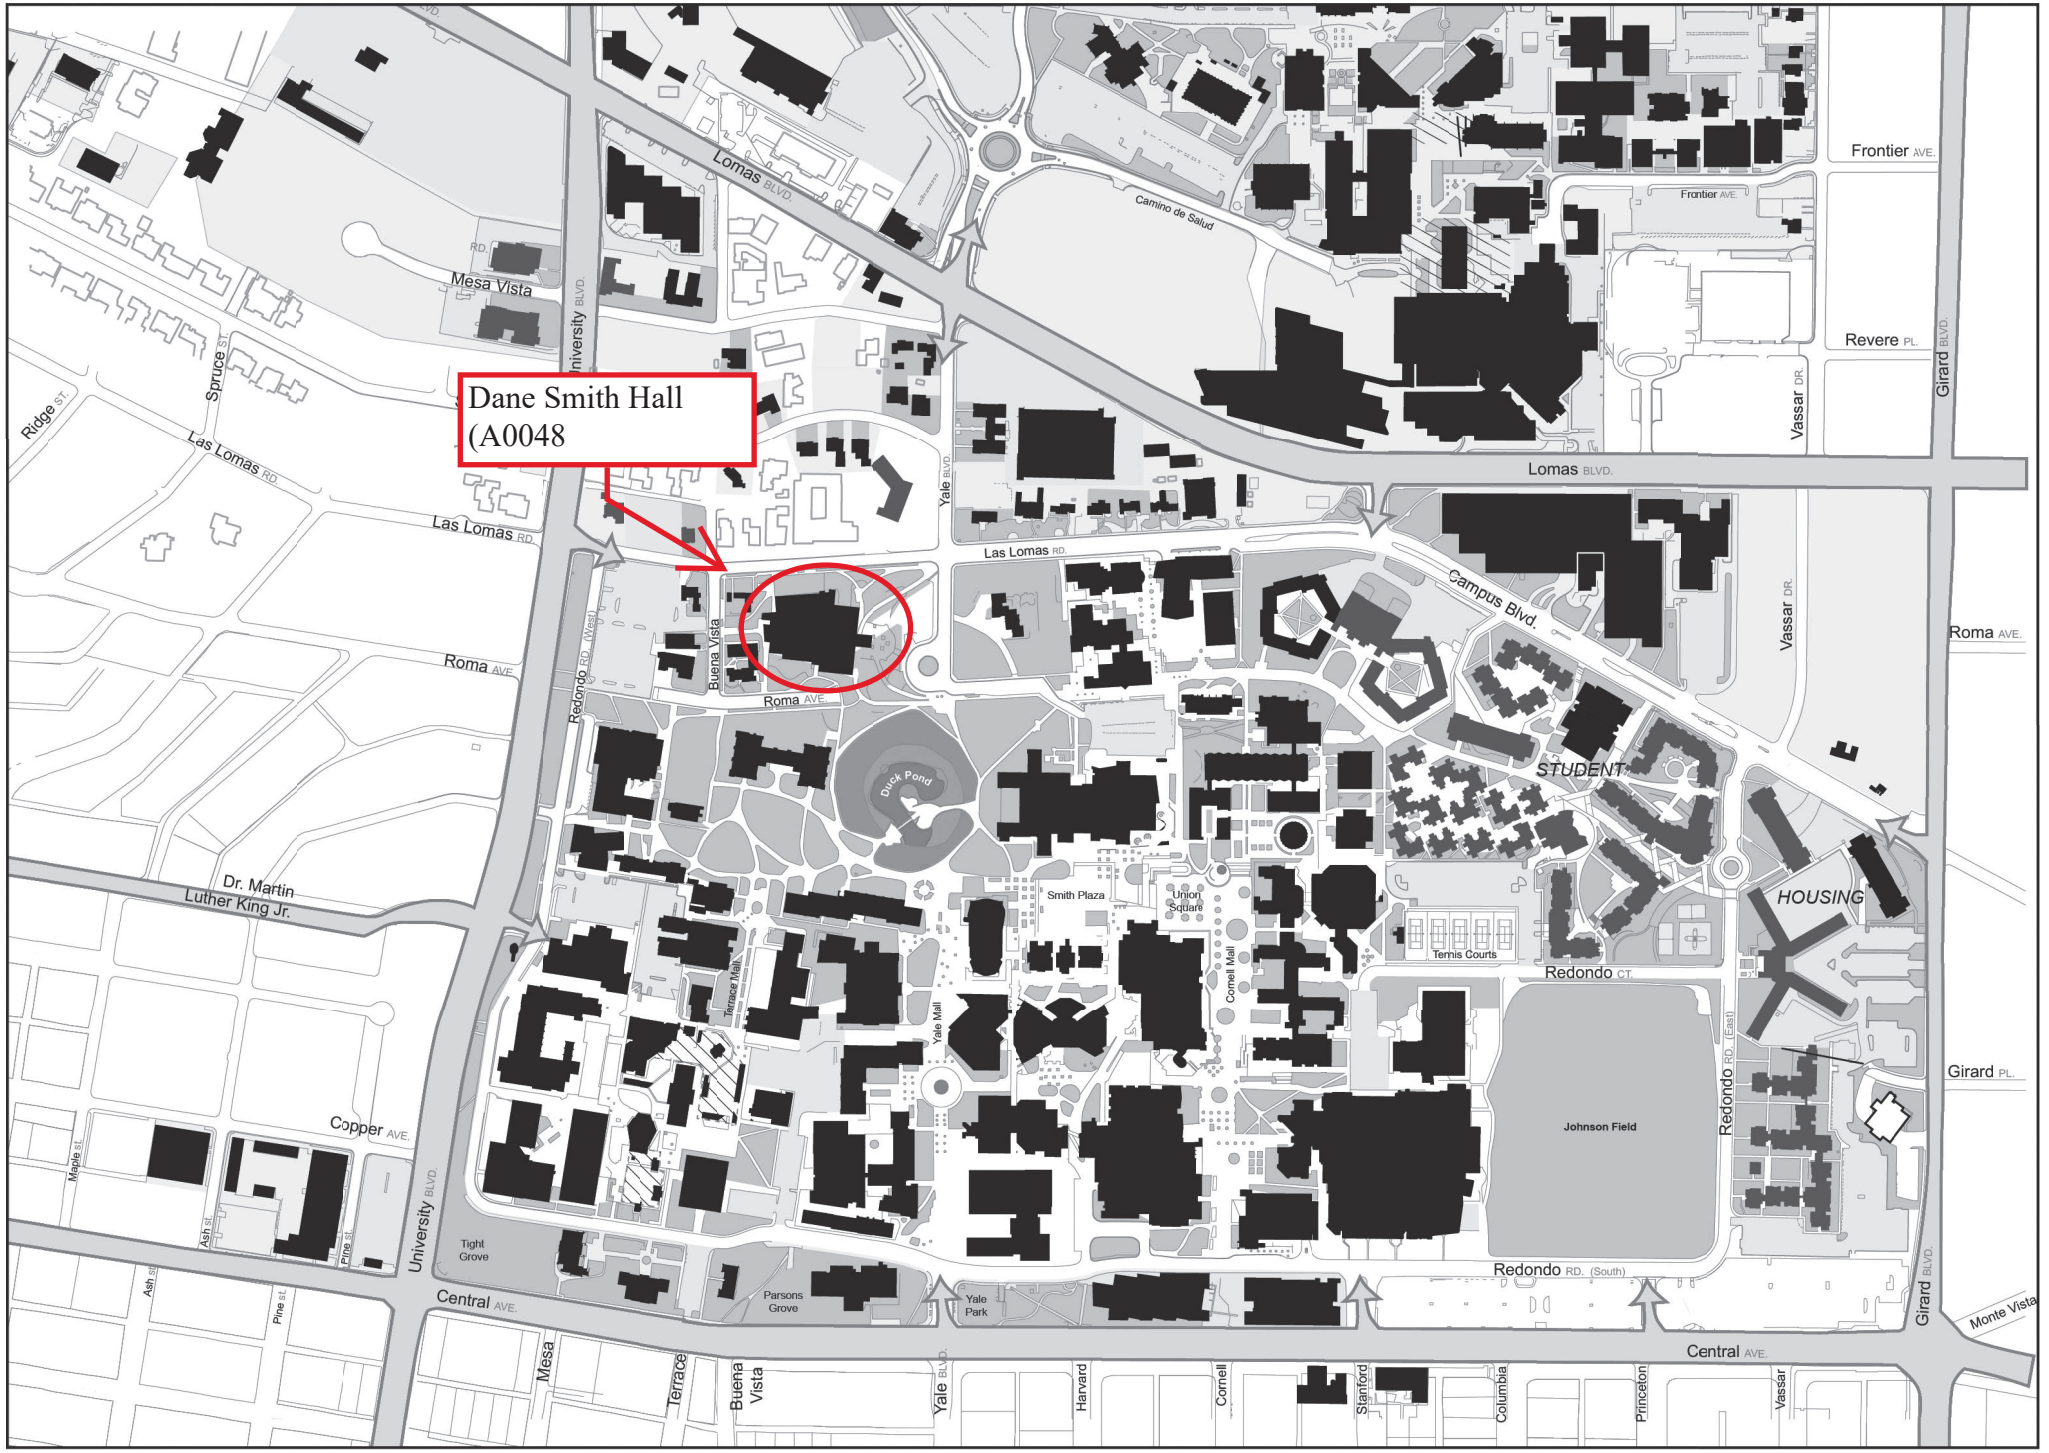 BLVD.
Lomas BLVD.
Frontier AVE.
Frontier AVE.
Camino de Salud
RD.
Mesa Vista
University BLVD.
Revere PL.
Girard BLVD.
Spruce ST.
Vassar DR.
Ridge ST.
Dane Smith Hall
(A0048
Las Lomas RD.
Lomas BLVD.
Yale BLVD.
Las Lomas RD.
Las Lomas RD.
Campus Blvd.
Vassar DR.
Roma AVE.
Roma AVE.
Redondo RD. (West)
Buena Vista
Roma AVE.
Duck Pond
STUDENT
Dr. Martin
Luther King Jr.
Smith Plaza
Union
Square
HOUSING
Tennis Courts
Redondo CT.
Terrace Mall
Yale Mall
Cornell Mall
Redondo RD. (East)
Girard PL.
Copper AVE.
Johnson Field
Maple st.
Ash st.
Pine st.
University BLVD.
Tight
Grove
Redondo RD. (South)
Girard BLVD.
Ash st.
Pine st.
Central AVE.
Parsons
Grove
Yale
Park
Monte Vista
Central AVE.
Mesa
Terrace
Buena
Vista
Yale BLVD.
Harvard
Cornell
Stanford
Columbia
Princeton
Vassar